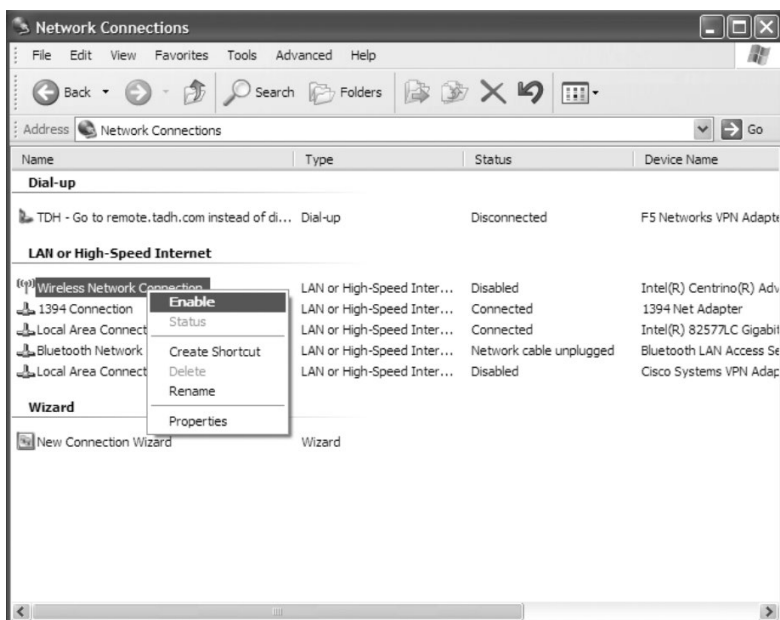 Network Connections
File Edit View Favorites Tools Advanced Help
Back Search Folders
Address Network Connections Go
Name Type Status Device Name
Dial-up
TDH - Go to remote.tadh.com instead of di... Dial-up Disconnected F5 Networks VPN Adapte
LAN or High-Speed Internet
Wireless Network Connection LAN or High-Speed Inter... Disabled Intel(R) Centrino(R) Adv
1394 Connection LAN or High-Speed Inter... Connected 1394 Net Adapter
Local Area Connect LAN or High-Speed Inter... Connected Intel(R) 82577LC Gigabit
Bluetooth Network LAN or High-Speed Inter... Network cable unplugged Bluetooth LAN Access Se
Local Area Connect LAN or High-Speed Inter... Disabled Cisco Systems VPN Adap
Enable
Status
Create Shortcut
Delete
Rename
Properties
Wizard
New Connection Wizard Wizard